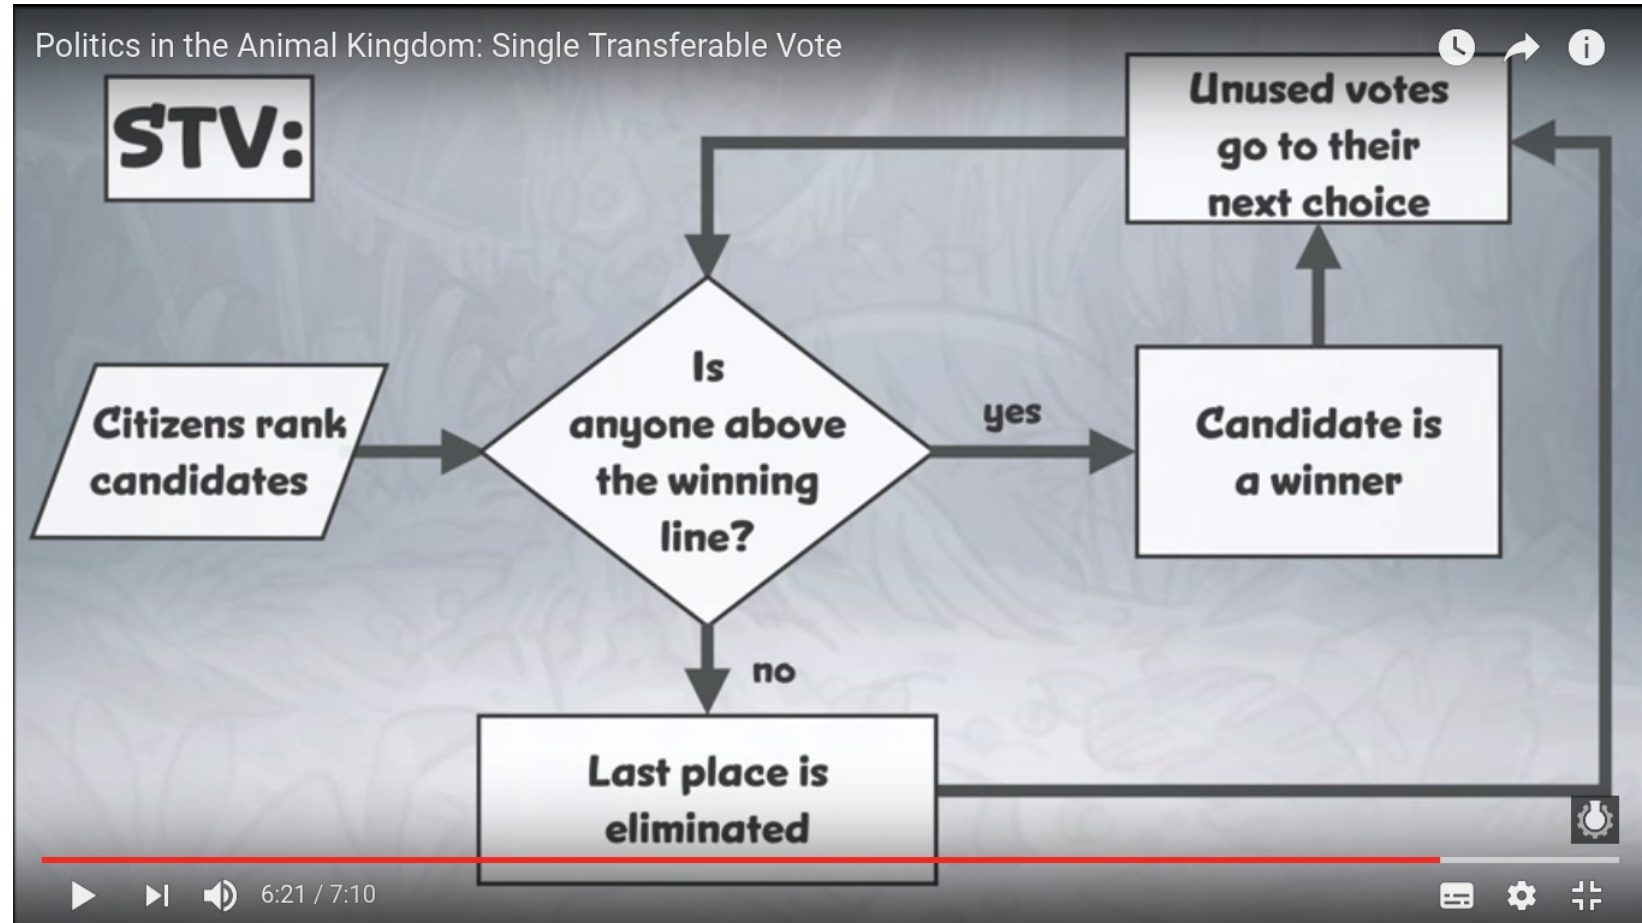 Politics in the Animal Kingdom: Single Transferable Vote
STV:
Unused votes
go to their
next choice
Citizens rank
candidates
Is
anyone above
the winning
line?
yes
Candidate is
a winner
no
Last place is
eliminated
6:21 / 7:10